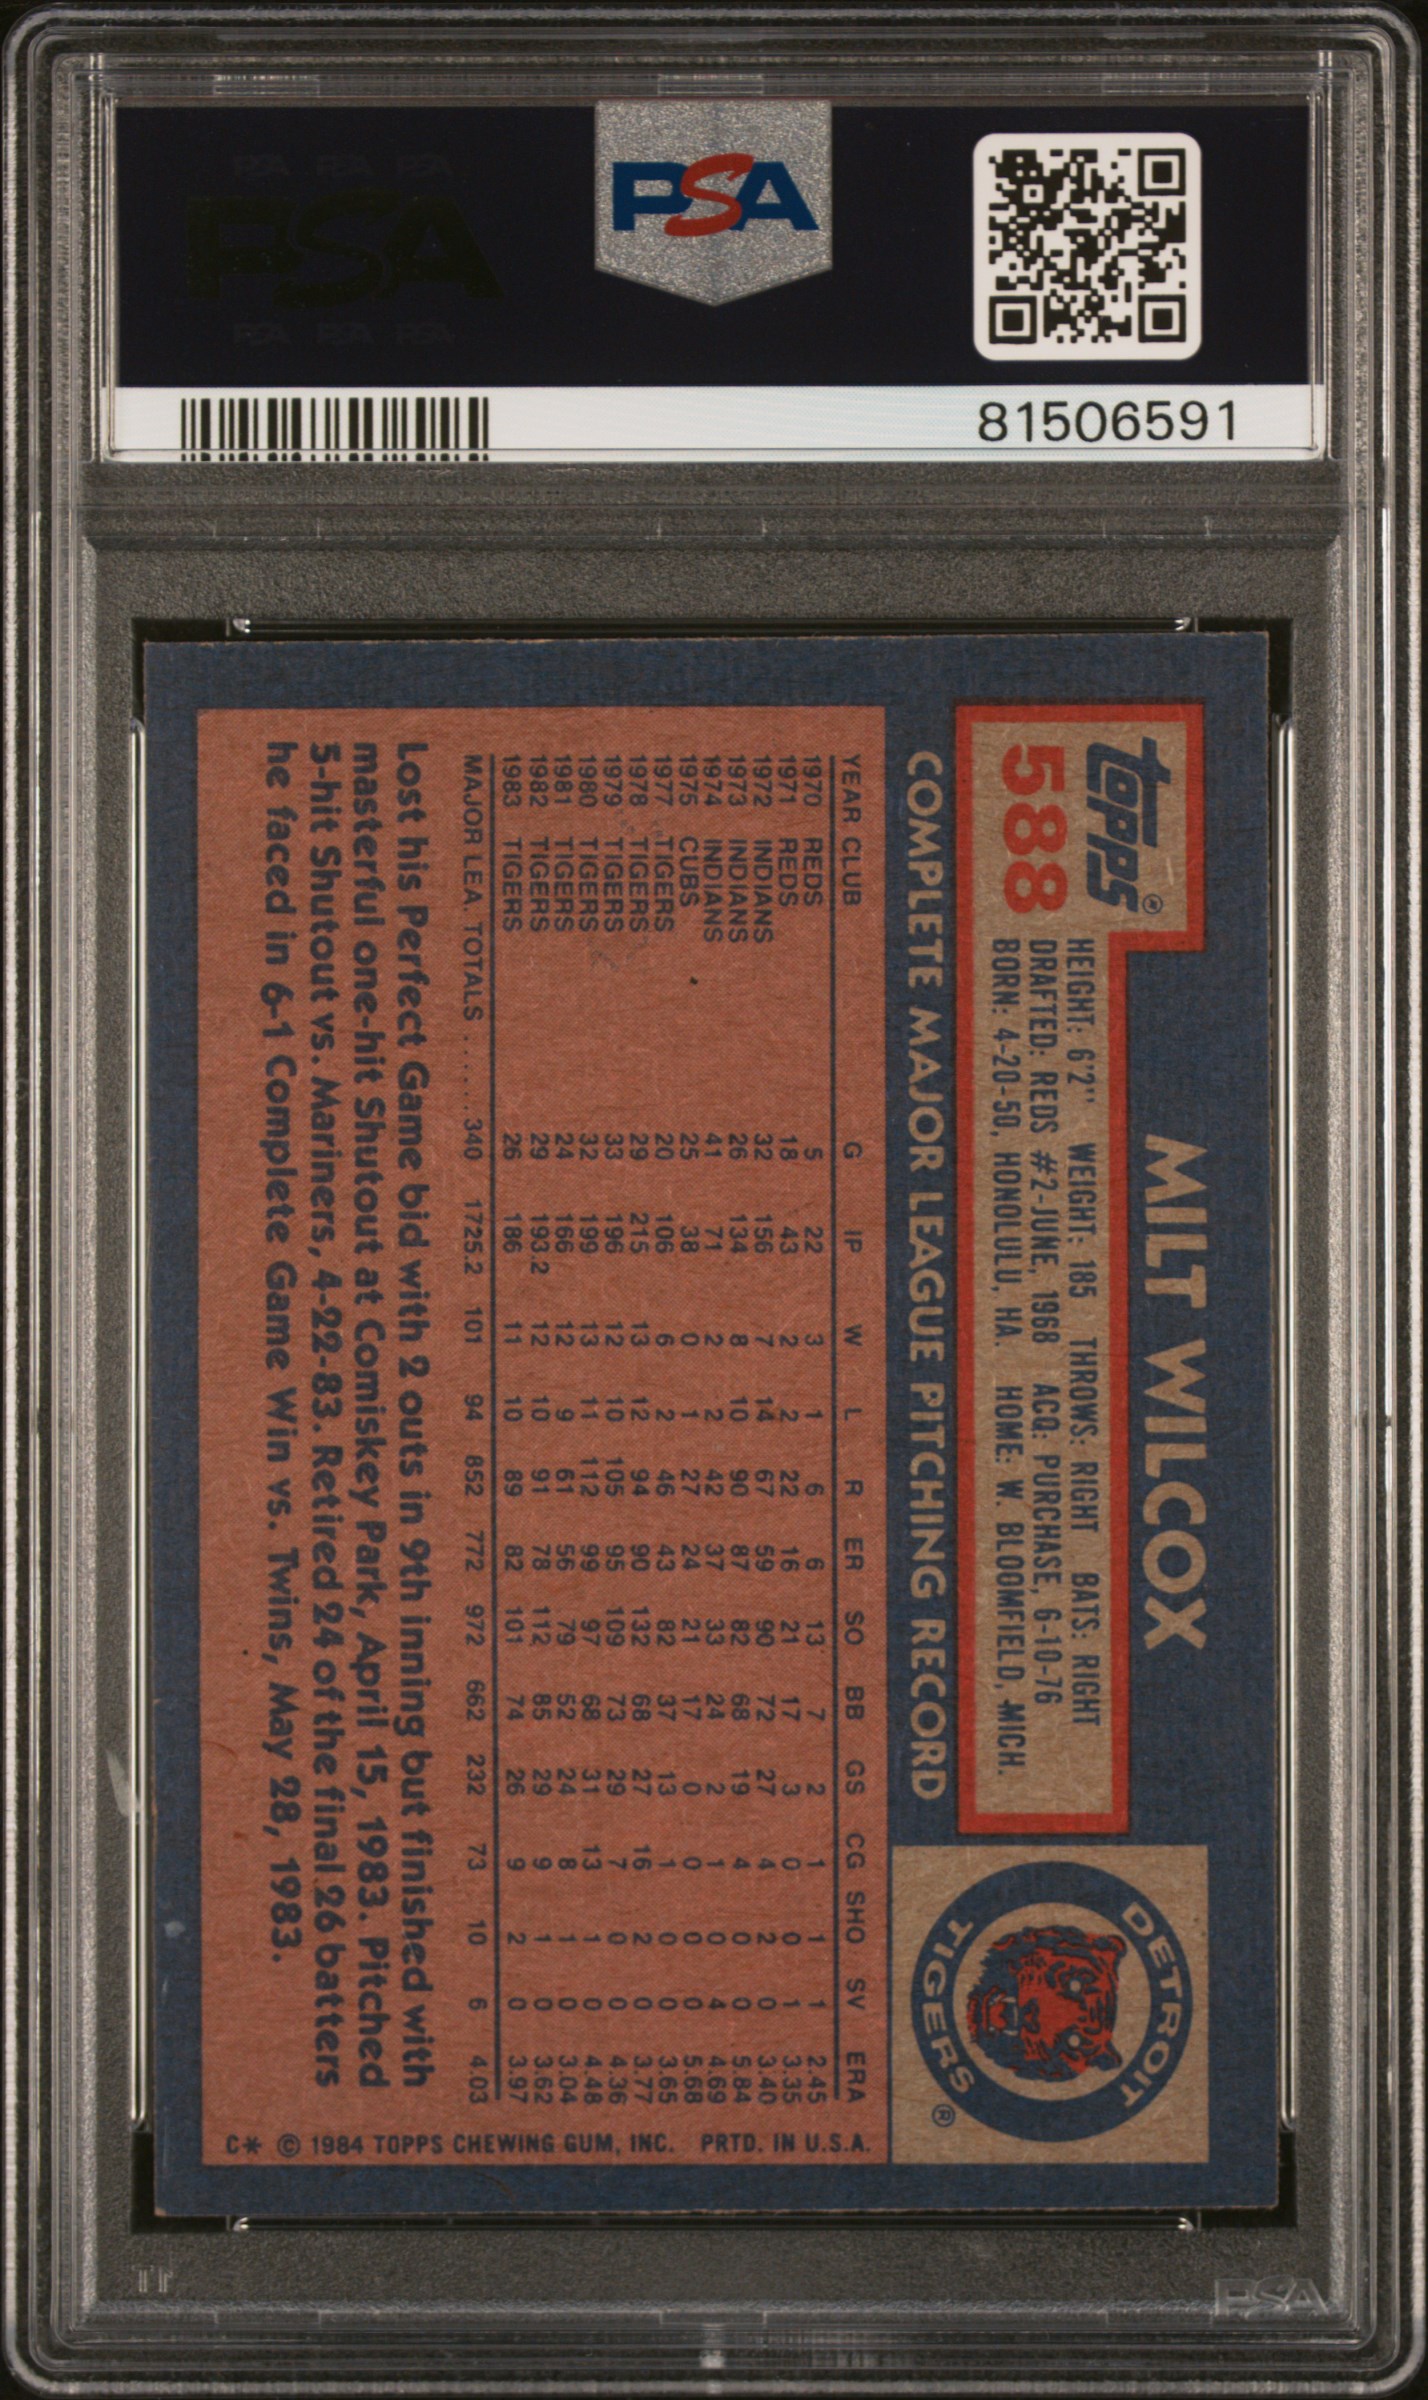 PSA PSA PSA
PSA
PSA PSA PSA
PSA
81506591
topps®
588
MILT WILCOX
HEIGHT: 6'2" WEIGHT: 185 THROWS: RIGHT BATS: RIGHT
DRAFTED: REDS #2-JUNE, 1968 ACQ: PURCHASE, 6-10-76
BORN: 4-20-50, HONOLULU, HA. HOME: W. BLOOMFIELD, MICH.
DETROIT
TIGERS ®
COMPLETE MAJOR LEAGUE PITCHING RECORD
YEAR CLUB G IP W L R ER SO BB GS CG SHO SV ERA
1970 REDS 5 22 3 1 6 6 13 7 2 1 1 1 2.45
1971 REDS 18 43 2 2 22 16 21 17 3 0 0 1 3.35
1972 INDIANS 32 156 7 14 67 59 90 72 27 4 2 0 3.40
1973 INDIANS 26 134 8 10 90 87 82 68 19 4 0 0 5.84
1974 INDIANS 41 71 2 2 42 37 33 24 2 1 0 4 4.69
1975 CUBS 25 38 0 1 27 24 21 17 0 0 0 0 5.68
1977 TIGERS 20 106 6 2 46 43 82 37 13 1 0 0 3.65
1978 TIGERS 29 215 13 12 94 90 132 68 27 16 2 0 3.77
1979 TIGERS 33 196 12 10 105 95 109 73 29 7 0 0 4.36
1980 TIGERS 32 199 13 11 112 99 97 68 31 13 1 0 4.48
1981 TIGERS 24 166 12 9 61 56 79 52 24 8 1 0 3.04
1982 TIGERS 29 193.2 12 10 91 78 112 85 29 9 1 0 3.62
1983 TIGERS 26 186 11 10 89 82 101 74 26 9 2 0 3.97
MAJOR LEA. TOTALS ...... 340 1725.2 101 94 852 772 972 662 232 73 10 6 4.03
Lost his Perfect Game bid with 2 outs in 9th inning but finished with
masterful one-hit Shutout at Comiskey Park, April 15, 1983. Pitched
5-hit Shutout vs. Mariners, 4-22-83. Retired 24 of the final 26 batters
he faced in 6-1 Complete Game Win vs. Twins, May 28, 1983.
C* © 1984 TOPPS CHEWING GUM, INC. PRTD. IN U.S.A.
PSA